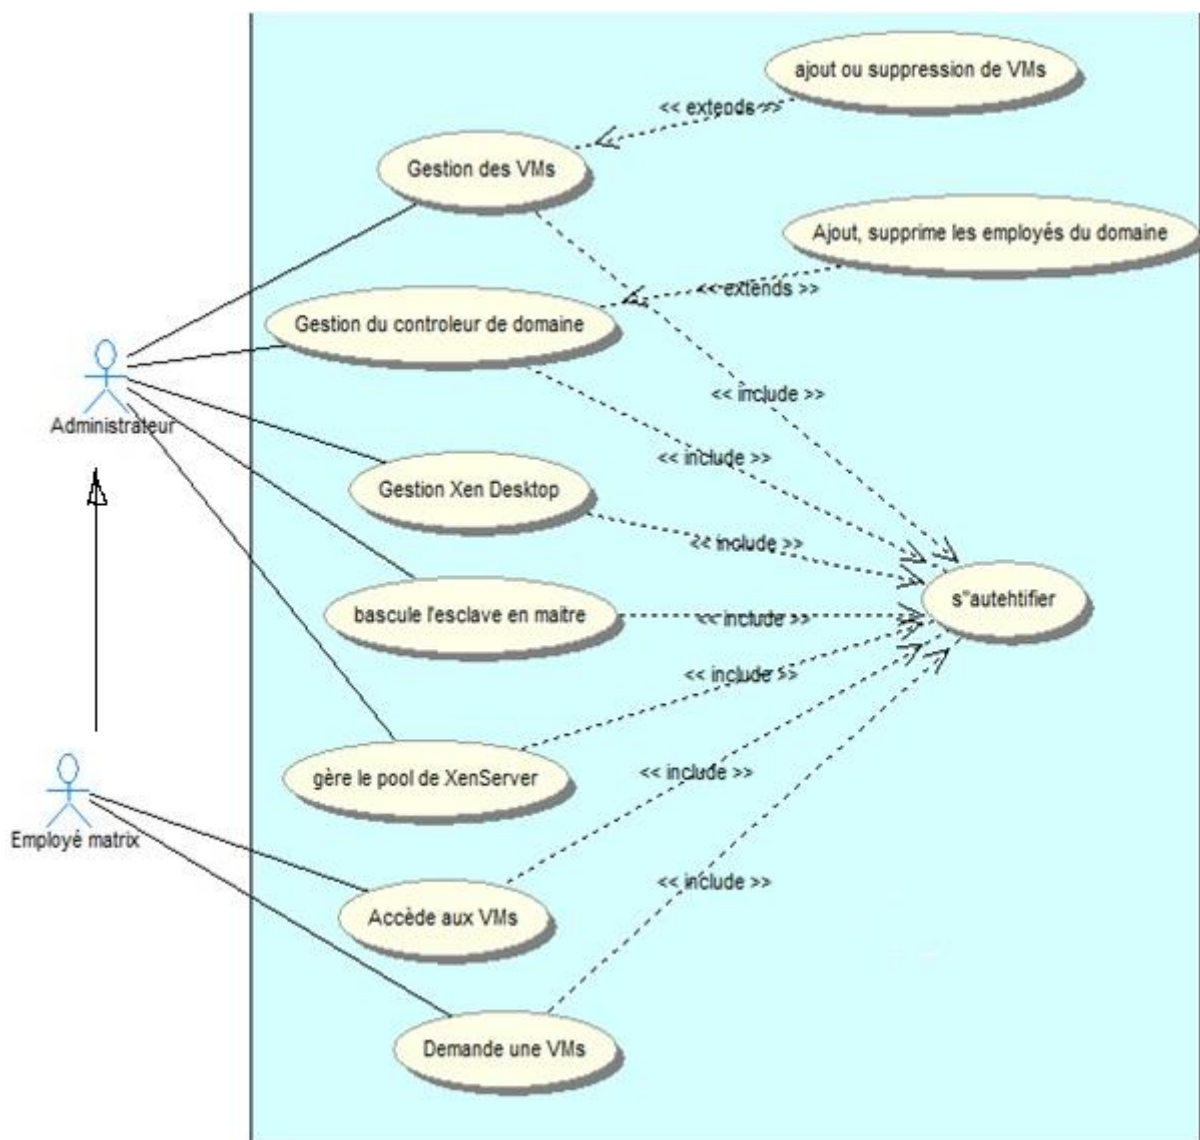 ajout ou suppression de VMs
<< extends >>
Gestion des VMs
Ajout, supprime les employés du domaine
<< extends >>
Gestion du controleur de domaine
<< include >>
Administrateur
<< include >>
Gestion Xen Desktop
<< include >>
s"autehtifier
bascule l'esclave en maitre
<< include >>
<< include >>
gère le pool de XenServer
<< include >>
Employé matrix
<< include >>
Accède aux VMs
Demande une VMs